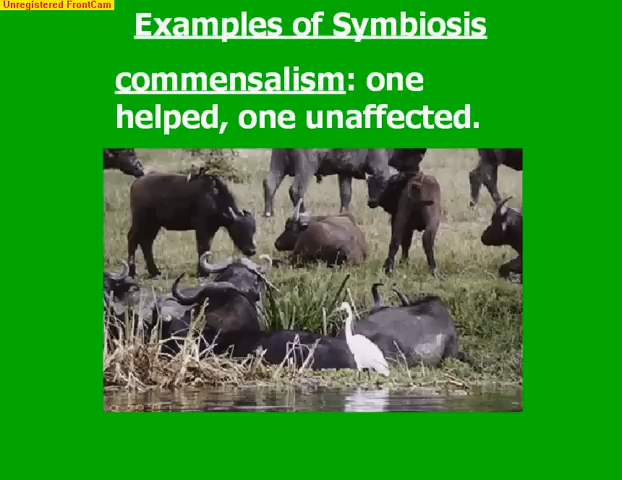 Unregistered FrontCam
Examples of Symbiosis
commensalism: one
helped, one unaffected.